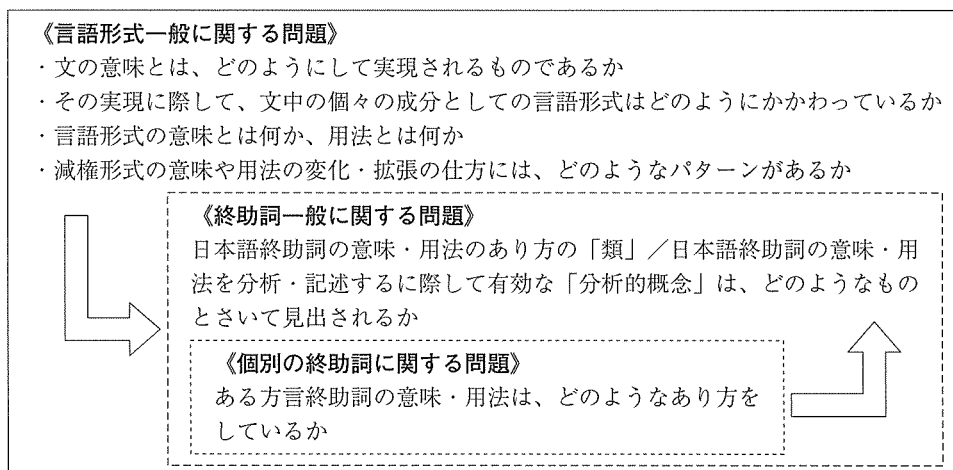 《言語形式一般に関する問題》
・文の意味とは、どのようにして実現されるものであるか
・その実現に際して、文中の個々の成分としての言語形式はどのようにかかわっているか
・言語形式の意味とは何か、用法とは何か
・減権形式の意味や用法の変化・拡張の仕方には、どのようなパターンがあるか
《終助詞一般に関する問題》
日本語終助詞の意味・用法のあり方の「類」／日本語終助詞の意味・用
法を分析・記述するに際して有効な「分析的概念」は、どのようなもの
とさいて見出されるか
《個別の終助詞に関する問題》
ある方言終助詞の意味・用法は、どのようなあり方を
しているか